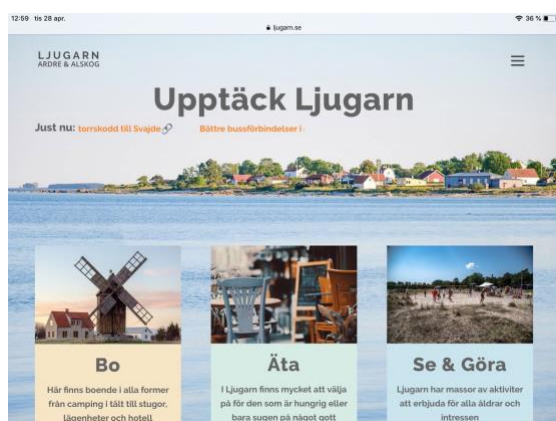 12:59 tis 28 apr.
36 %
ljugarn.se
LJUGARN
ARDRE & ALSKOG
Upptäck Ljugarn
Just nu: torrskodd till Svajde Bättre bussförbindelser i
Bo
Här finns boende i alla former
från camping i tält till stugor,
lägenheter och hotell
Äta
I Ljugarn finns mycket att välja
på för den som är hungrig eller
bara sugen på något gott
Se & Göra
Ljugarn har massor av aktiviter
att erbjuda för alla åldrar och
intressen